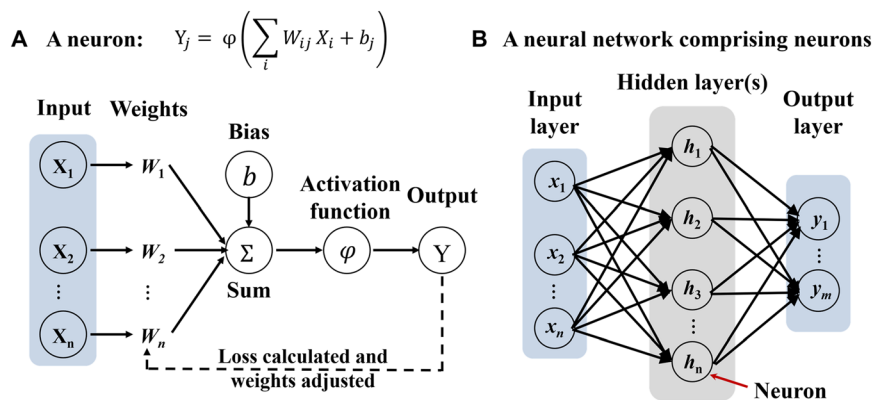 A A neuron: Y_j = φ(∑_i W_ij X_i + b_j)
Input Weights
Bias
Activation function
Output
X_1 W_1
b
X_2 W_2 Σ φ Y
Sum
⋮ ⋮
X_n W_n
Loss calculated and
weights adjusted
B A neural network comprising neurons
Hidden layer(s)
Input
layer
Output
layer
x_1
x_2
⋮
x_n
h_1
h_2
h_3
⋮
h_n
y_1
⋮
y_m
Neuron